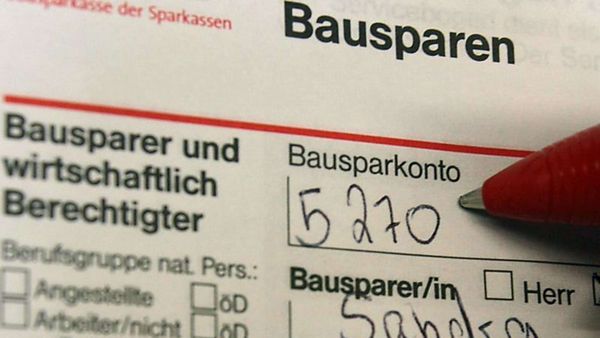 Bausparkasse der Sparkassen
Bausparen
Bausparer und
wirtschaftlich
Berechtigter
Bausparkonto
5270
Berufsgruppe nat. Pers.:
Bausparer/in
Herr
Angestellte
öD
Arbeiter/nicht
öD